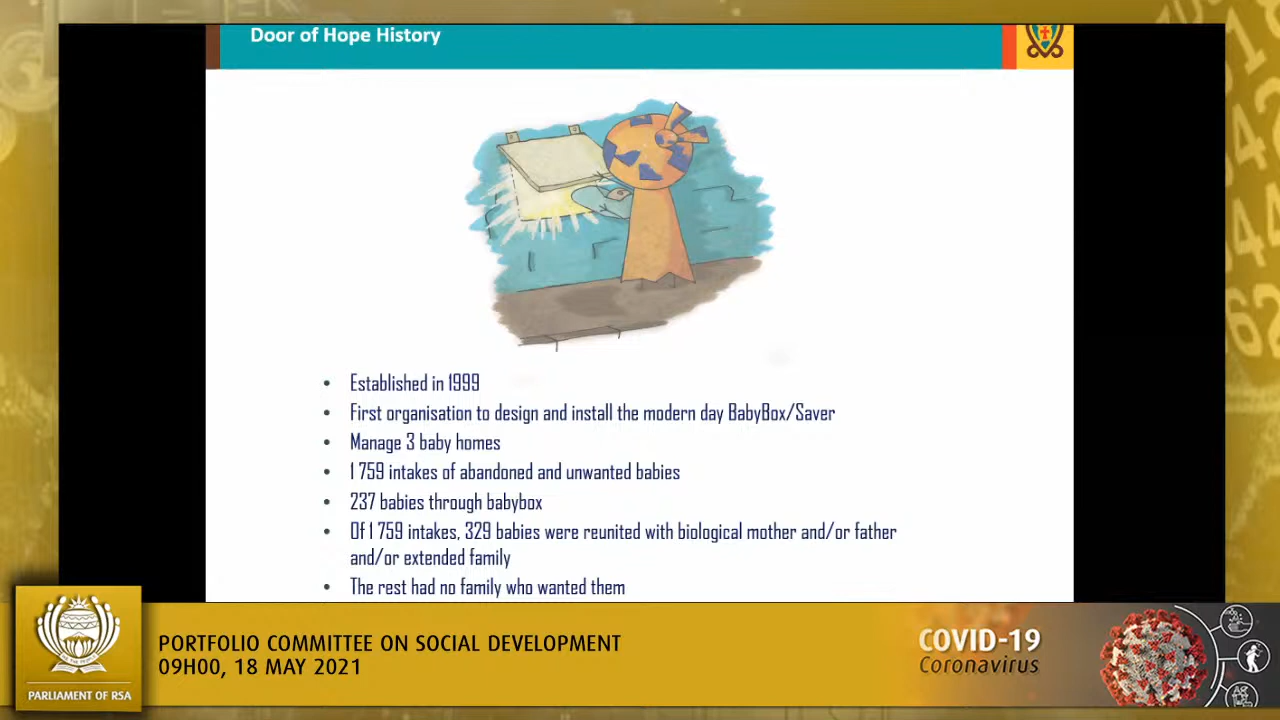 Door of Hope History
• Established in 1999
• First organisation to design and install the modern day BabyBox/Saver
• Manage 3 baby homes
• 1 759 intakes of abandoned and unwanted babies
• 237 babies through babybox
• Of 1 759 intakes, 329 babies were reunited with biological mother and/or father
and/or extended family
• The rest had no family who wanted them
PORTFOLIO COMMITTEE ON SOCIAL DEVELOPMENT
09H00, 18 MAY 2021
PARLIAMENT OF RSA
COVID-19
Coronavirus